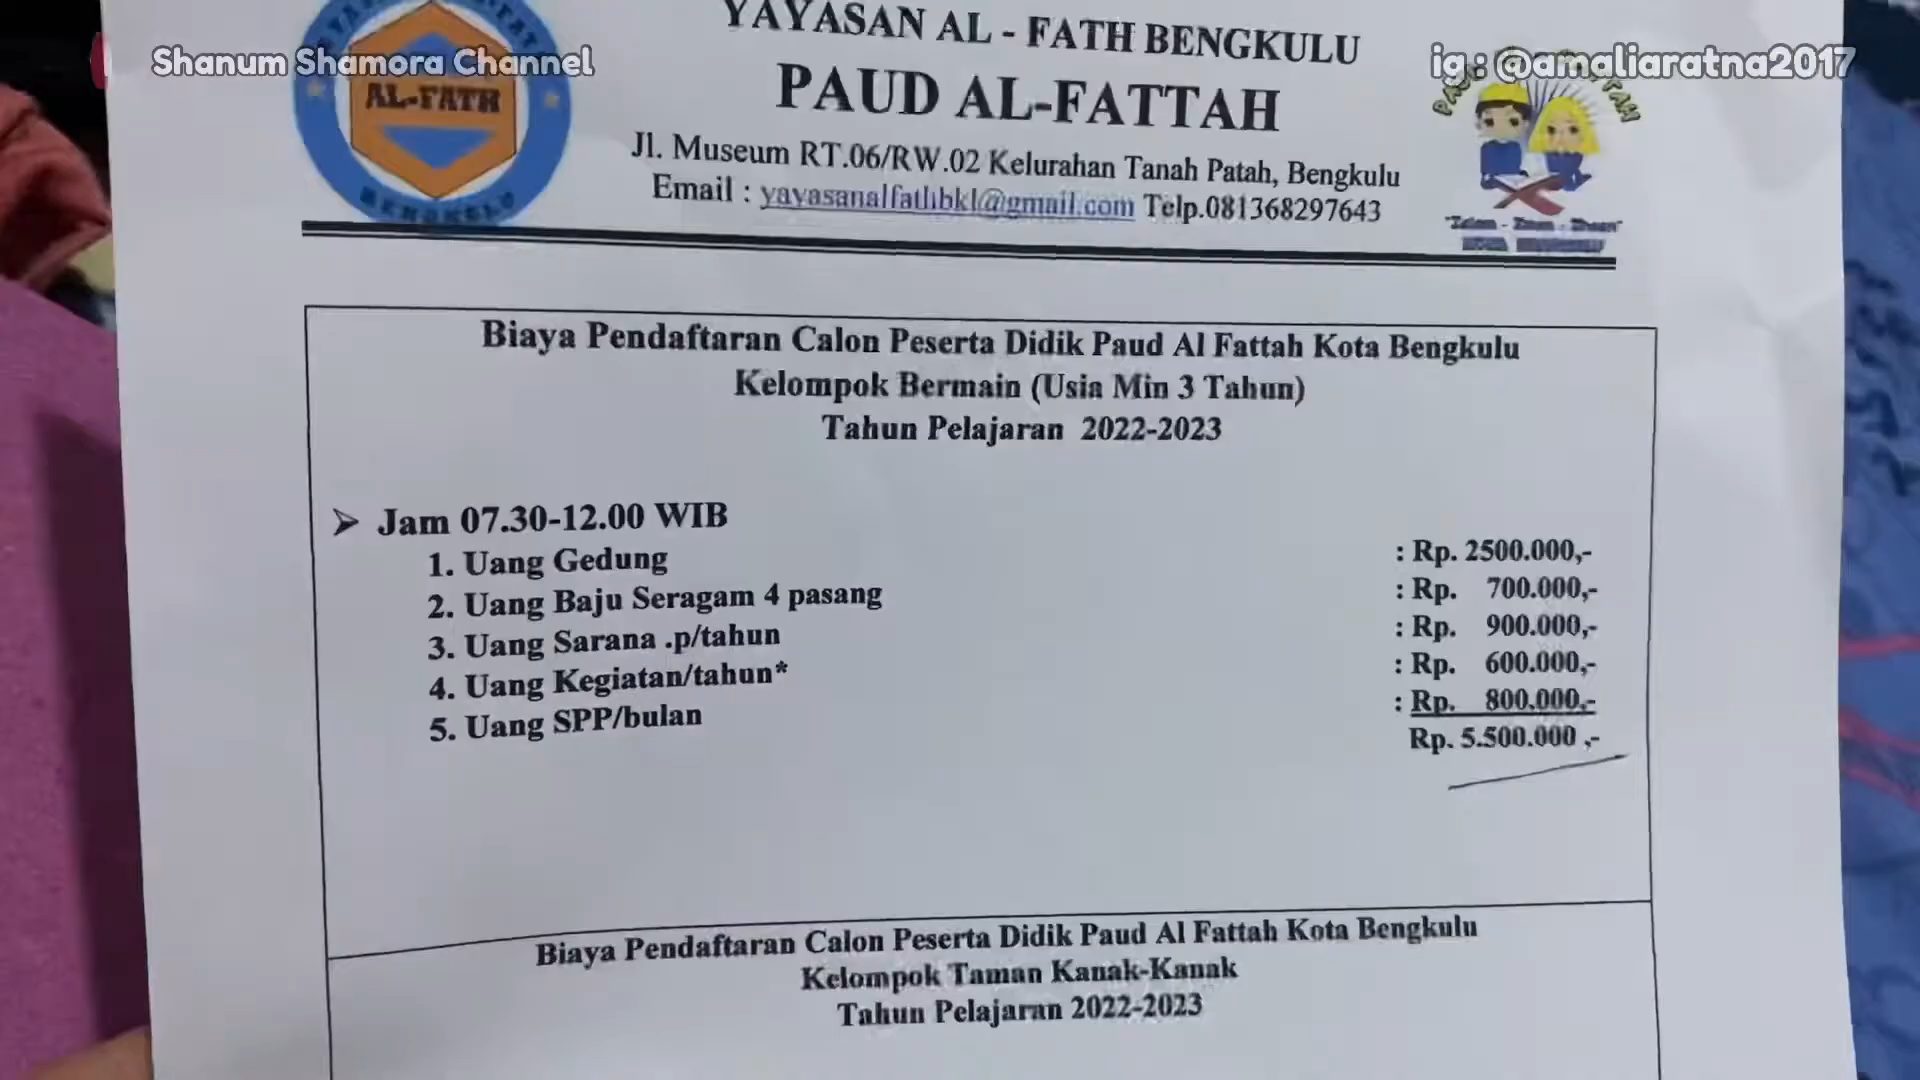 Shanum Shamora Channel
ig : @amaliaratna2017
YAYASAN AL - FATH BENGKULU
PAUD AL-FATTAH
Jl. Museum RT.06/RW.02 Kelurahan Tanah Patah, Bengkulu
Email : yayasanalfathbkl@gmail.com Telp.081368297643
AL-FATH
BENGKULU
Biaya Pendaftaran Calon Peserta Didik Paud Al Fattah Kota Bengkulu
Kelompok Bermain (Usia Min 3 Tahun)
Tahun Pelajaran 2022-2023
➢ Jam 07.30-12.00 WIB
1. Uang Gedung : Rp. 2500.000,-
2. Uang Baju Seragam 4 pasang : Rp. 700.000,-
3. Uang Sarana .p/tahun : Rp. 900.000,-
4. Uang Kegiatan/tahun* : Rp. 600.000,-
5. Uang SPP/bulan : Rp. 800.000,-
Rp. 5.500.000 ,-
Biaya Pendaftaran Calon Peserta Didik Paud Al Fattah Kota Bengkulu
Kelompok Taman Kanak-Kanak
Tahun Pelajaran 2022-2023